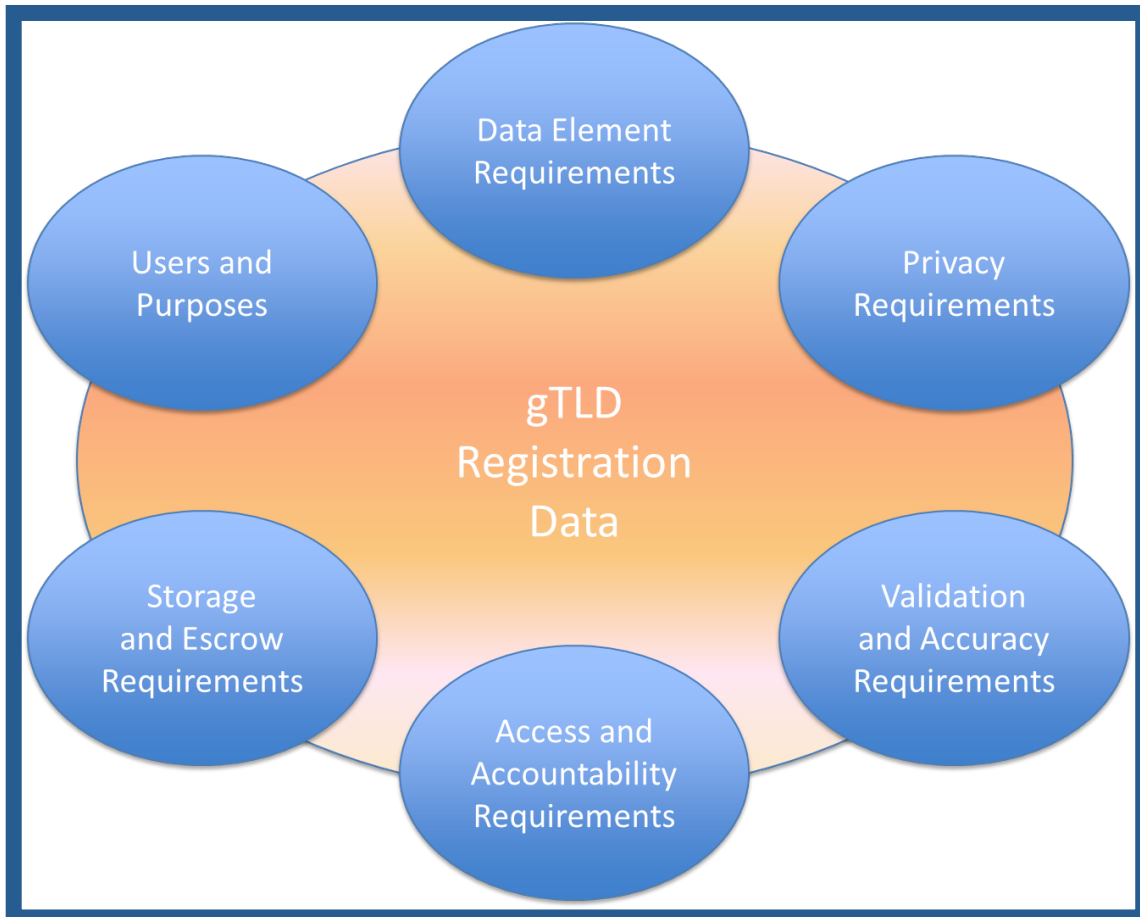 Data Element
Requirements
Users and
Purposes
Privacy
Requirements
gTLD
Registration
Data
Storage
and Escrow
Requirements
Validation
and Accuracy
Requirements
Access and
Accountability
Requirements